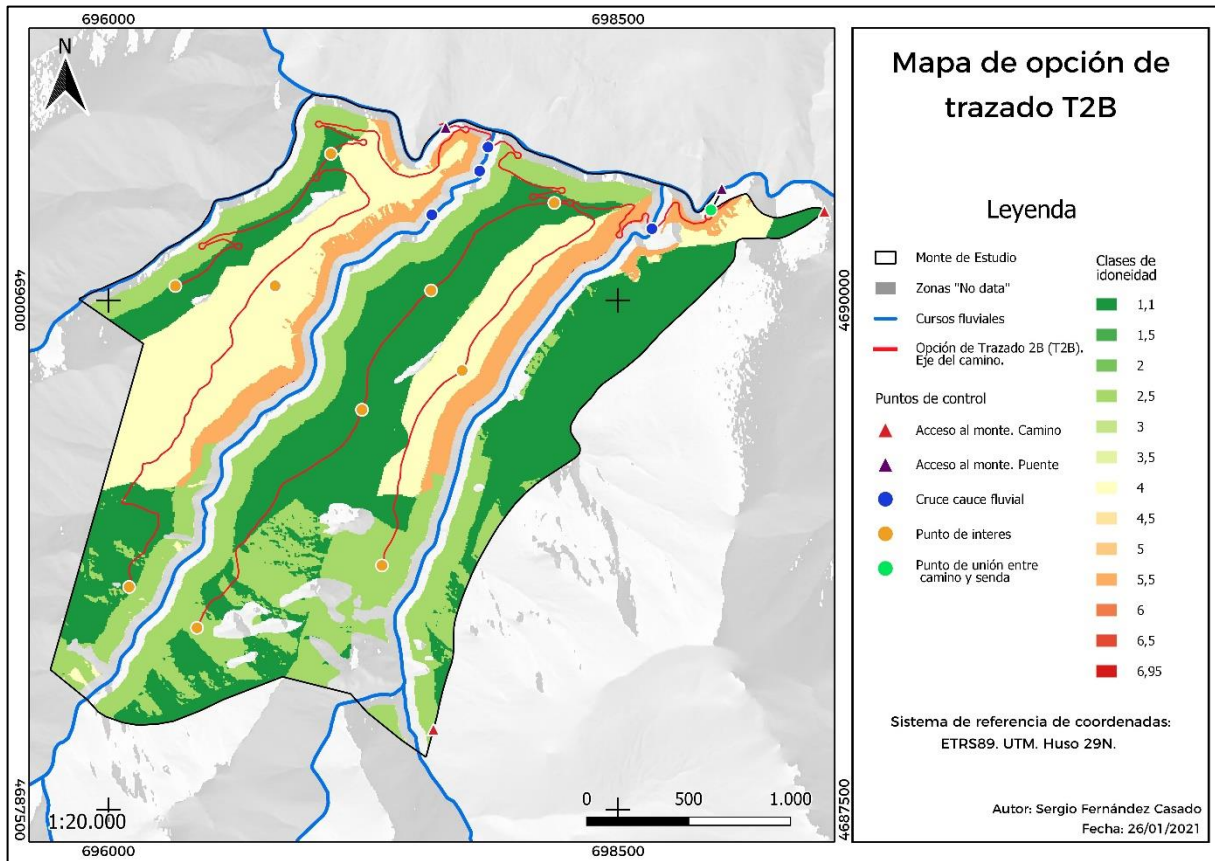 696000
698500
N
4690000
4690000
4687500
4687500
1:20.000
0 500 1.000
696000
698500
Mapa de opción de
trazado T2B
Leyenda
Monte de Estudio
Zonas "No data"
Cursos fluviales
Opción de Trazado 2B (T2B).
Eje del camino.
Puntos de control
Acceso al monte. Camino
Acceso al monte. Puente
Cruce cauce fluvial
Punto de interes
Punto de unión entre
camino y senda
Clases de
idoneidad
1,1
1,5
2
2,5
3
3,5
4
4,5
5
5,5
6
6,5
6,95
Sistema de referencia de coordenadas:
ETRS89. UTM. Huso 29N.
Autor: Sergio Fernández Casado
Fecha: 26/01/2021